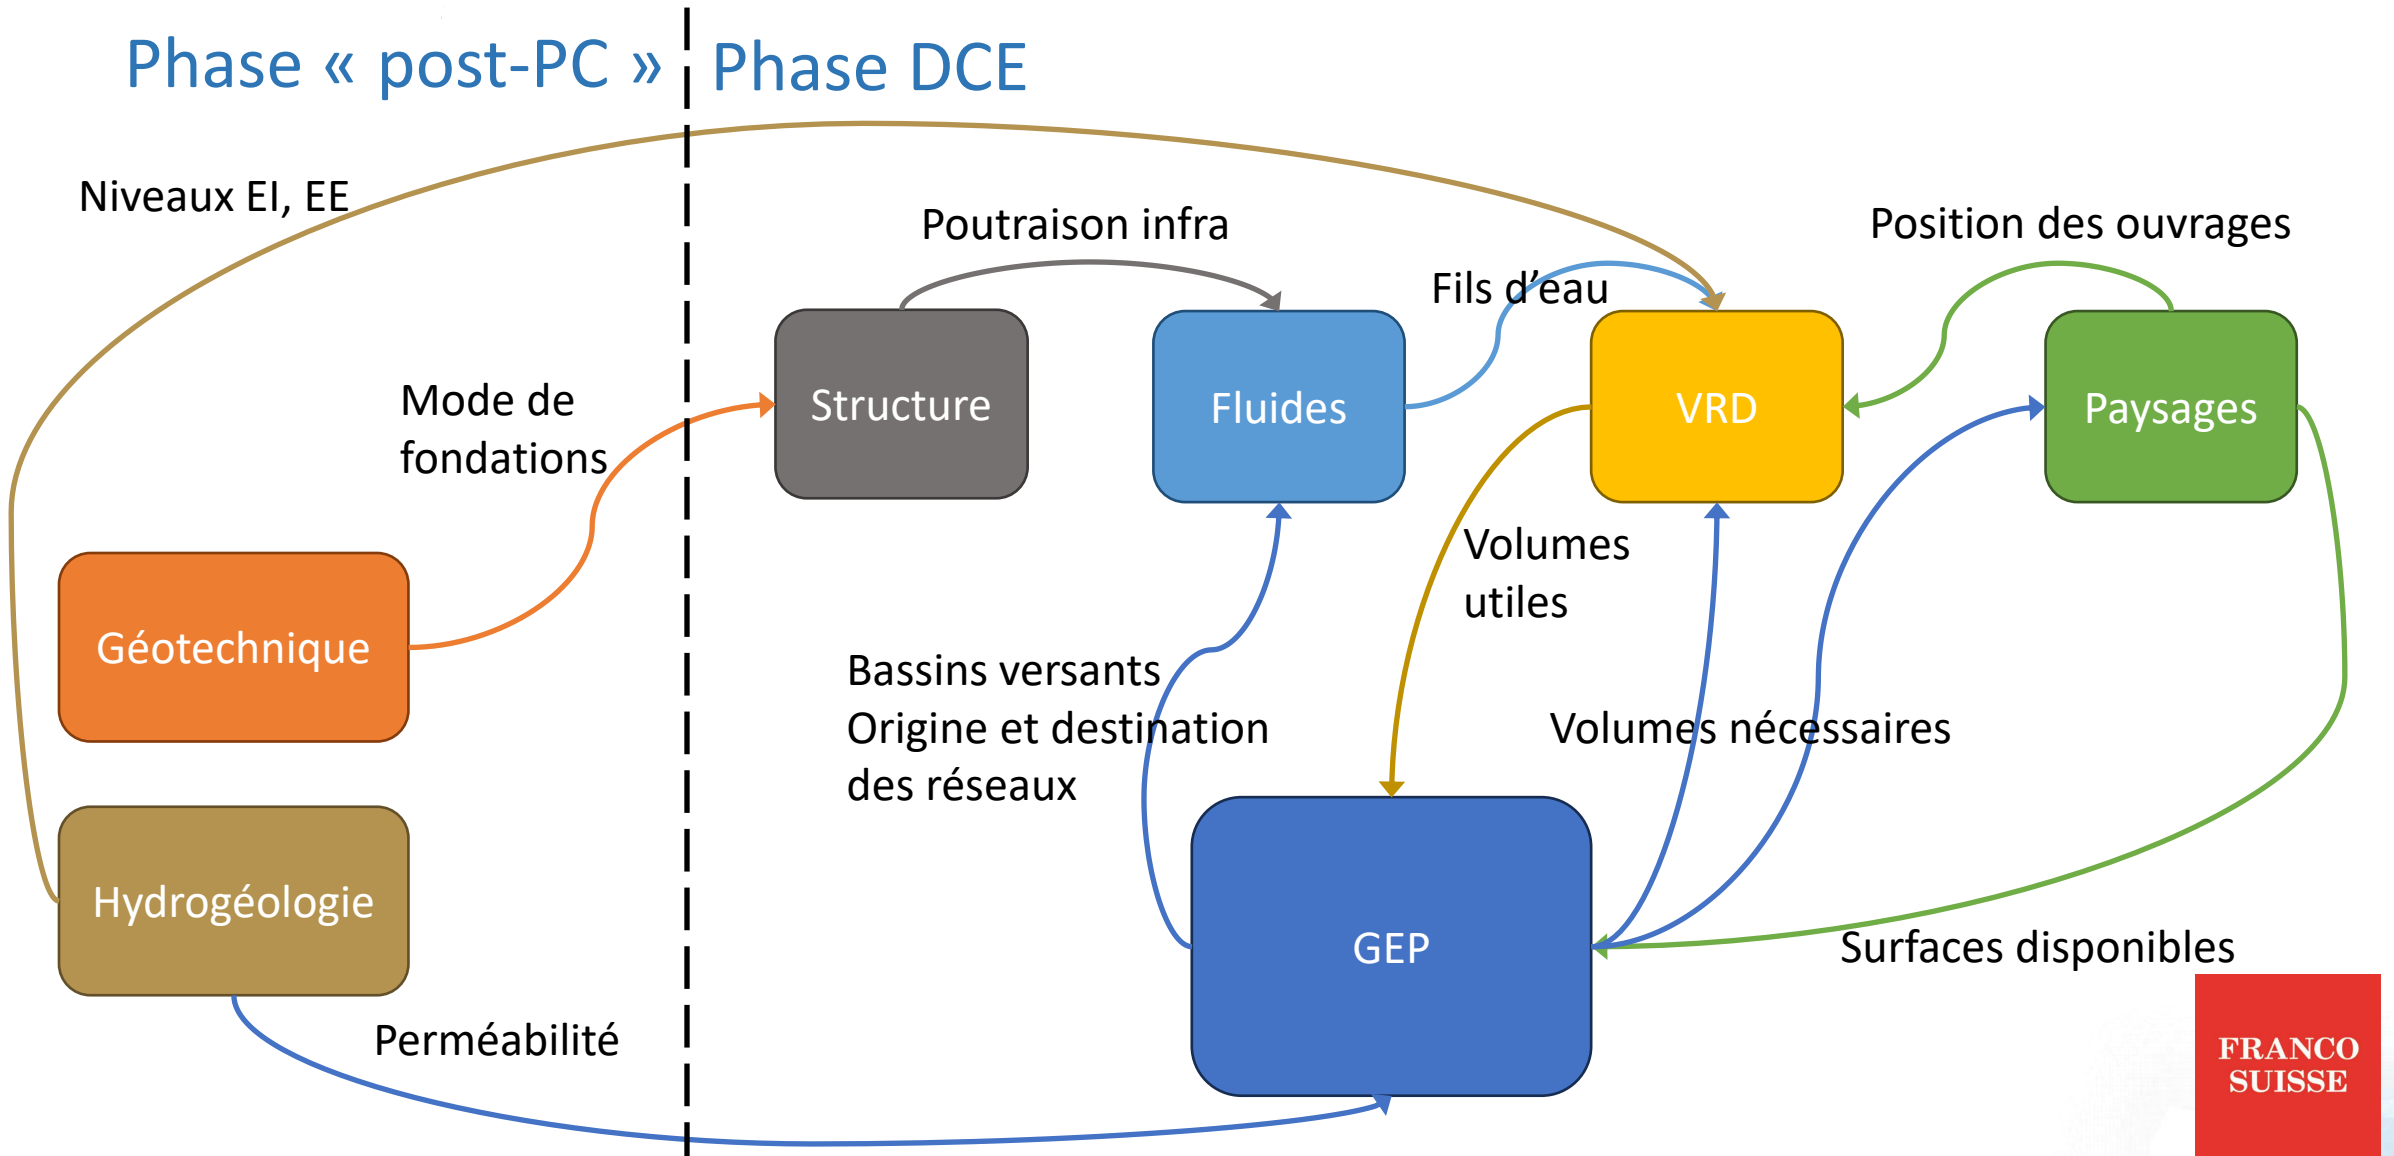 Phase « post-PC »
Phase DCE
Niveaux EI, EE
Poutraison infra
Fils d’eau
Position des ouvrages
Mode de
fondations
Structure
Fluides
VRD
Paysages
Géotechnique
Volumes
utiles
Bassins versants
Origine et destination
des réseaux
Volumes nécessaires
Hydrogéologie
GEP
Surfaces disponibles
Perméabilité
FRANCO
SUISSE